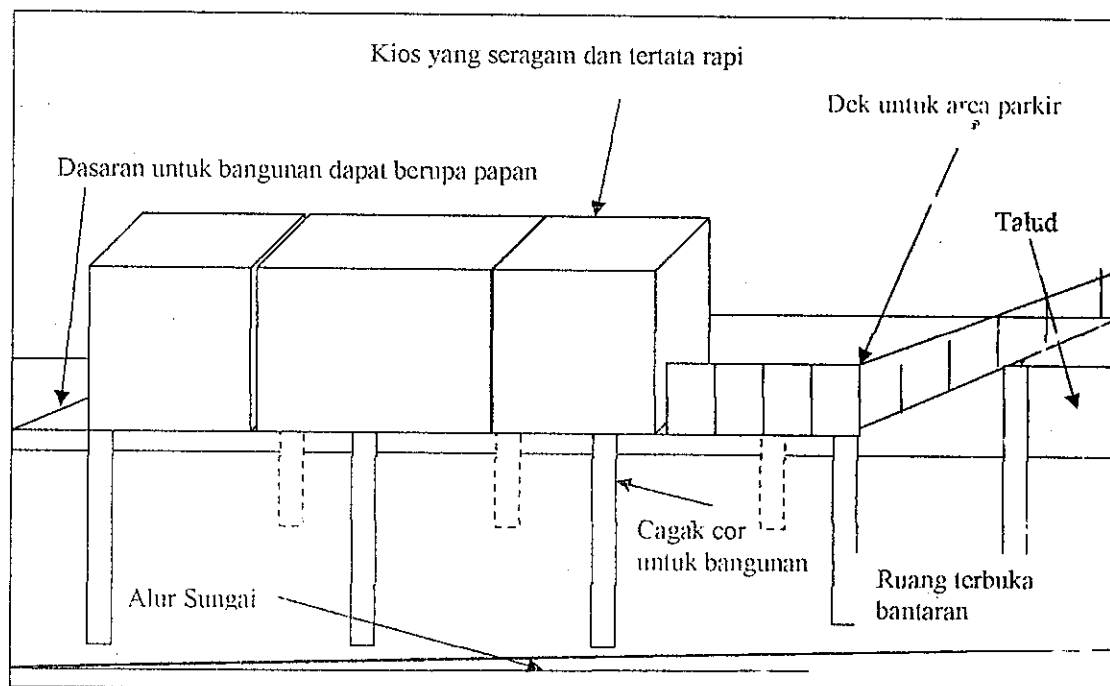 Kios yang seragam dan tertata rapi
Dek untuk area parkir
Dasaran untuk bangunan dapat berupa papan
Talud
Cagak cor
untuk bangunan
Ruang terbuka
bantaran
Alur Sungai